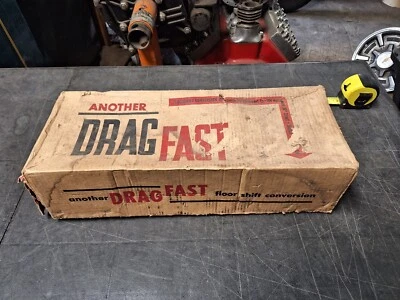 ANOTHER
DRAG FAST
another DRAG FAST floor shift conversion